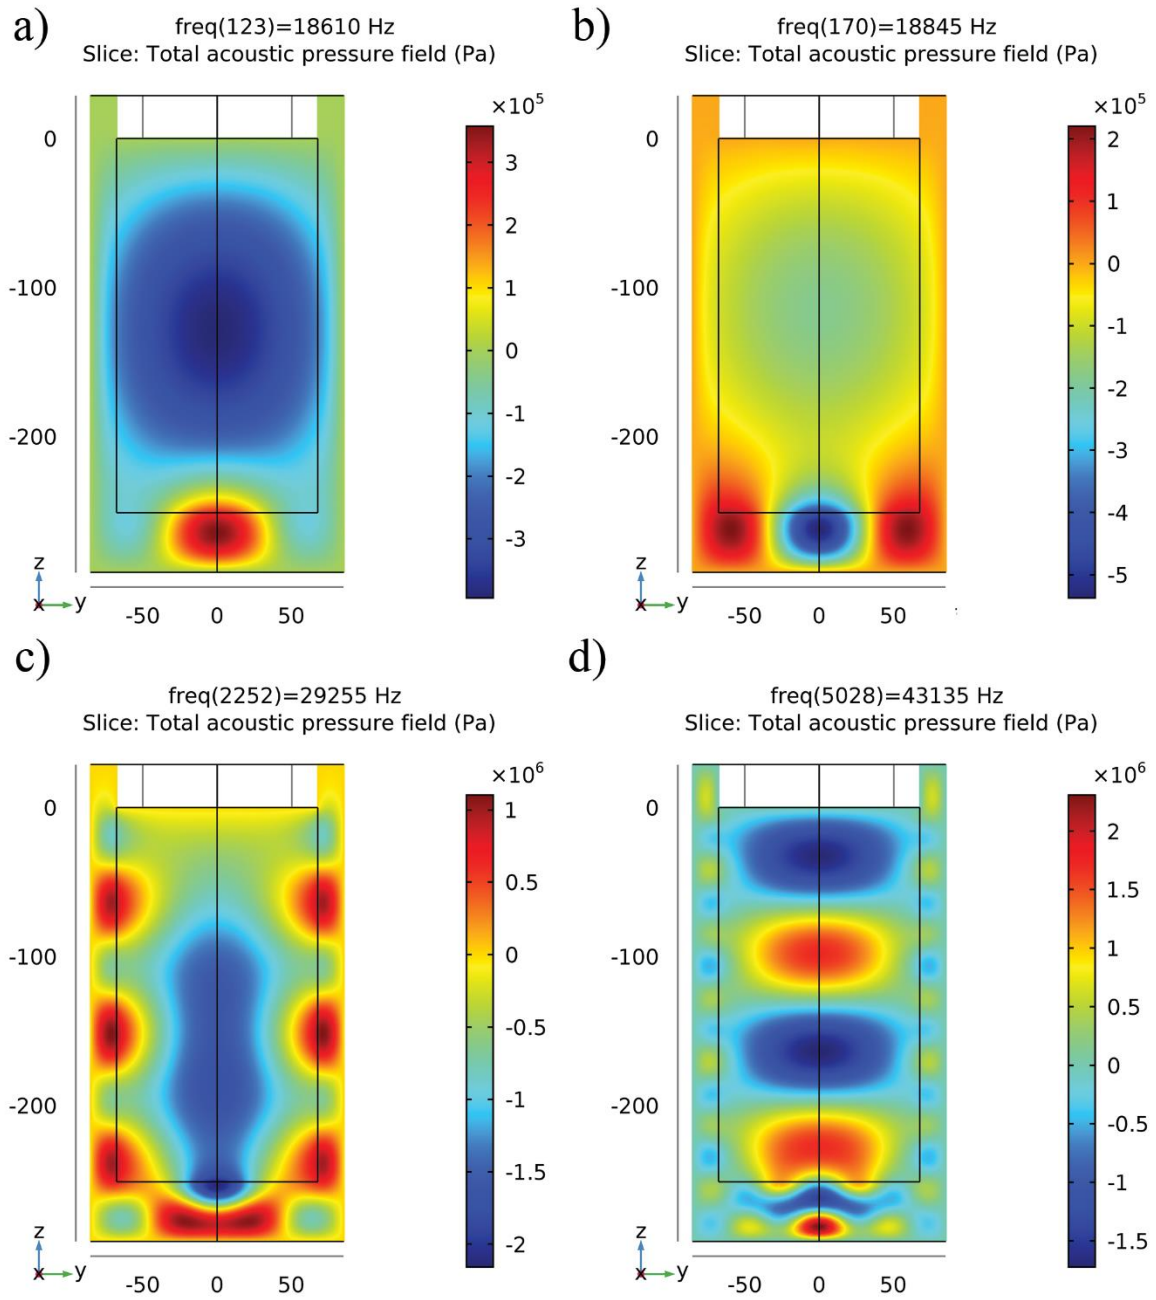 a)
freq(123)=18610 Hz
Slice: Total acoustic pressure field (Pa)
×10⁵
0
-100
-200
3
2
1
0
-1
-2
-3
z
x
y
-50
0
50
b)
freq(170)=18845 Hz
Slice: Total acoustic pressure field (Pa)
×10⁵
0
-100
-200
2
1
0
-1
-2
-3
-4
-5
z
x
y
-50
0
50
c)
freq(2252)=29255 Hz
Slice: Total acoustic pressure field (Pa)
×10⁶
0
-100
-200
1
0.5
0
-0.5
-1
-1.5
-2
z
x
y
-50
0
50
d)
freq(5028)=43135 Hz
Slice: Total acoustic pressure field (Pa)
×10⁶
0
-100
-200
2
1.5
1
0.5
0
-0.5
-1
-1.5
z
x
y
-50
0
50